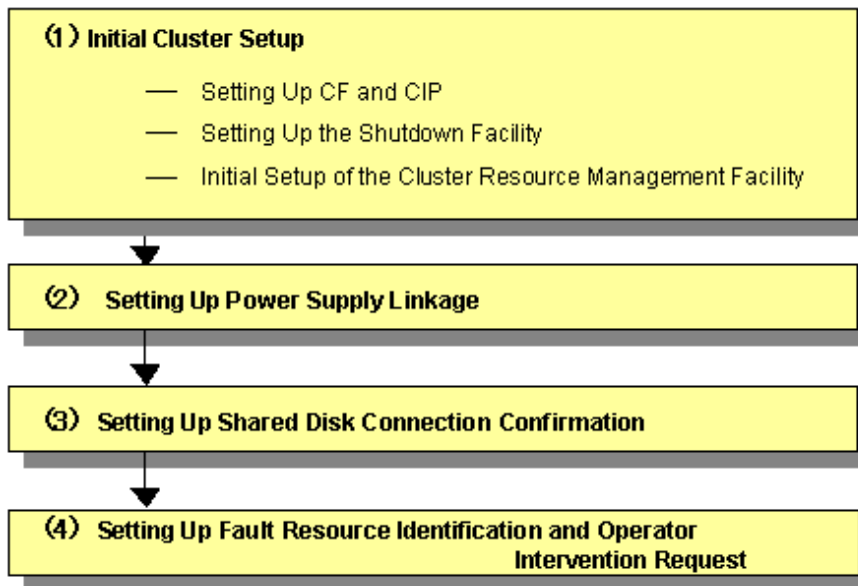 (1) Initial Cluster Setup
— Setting Up CF and CIP
— Setting Up the Shutdown Facility
— Initial Setup of the Cluster Resource Management Facility
(2) Setting Up Power Supply Linkage
(3) Setting Up Shared Disk Connection Confirmation
(4) Setting Up Fault Resource Identification and Operator
Intervention Request